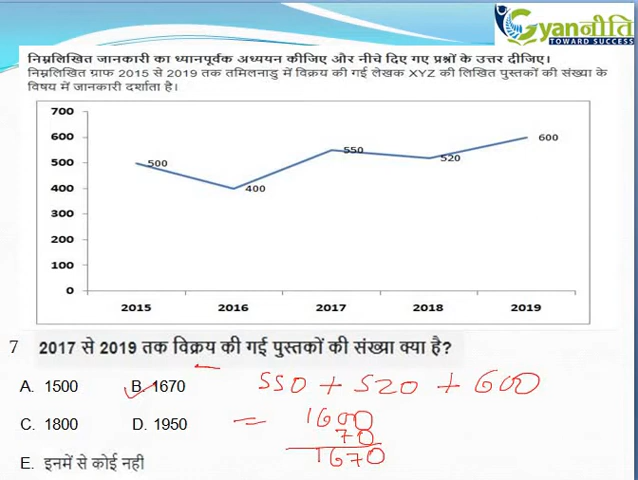 Gyanनीति
TOWARD SUCCESS
निम्नलिखित जानकारी का ध्यानपूर्वक अध्ययन कीजिए और नीचे दिए गए प्रश्नों के उत्तर दीजिए।
निम्नलिखित ग्राफ 2015 से 2019 तक तमिलनाडु में विक्रय की गई लेखक XYZ की लिखित पुस्तकों की संख्या के
विषय में जानकारी दर्शाता है।
700
600
500
400
300
200
100
0
500
400
550
520
600
2015 2016 2017 2018 2019
7 2017 से 2019 तक विक्रय की गई पुस्तकों की संख्या क्या है?
A. 1500 B. 1670
550 + 520 + 600
C. 1800 D. 1950
= 1600
70
1670
E. इनमें से कोई नही